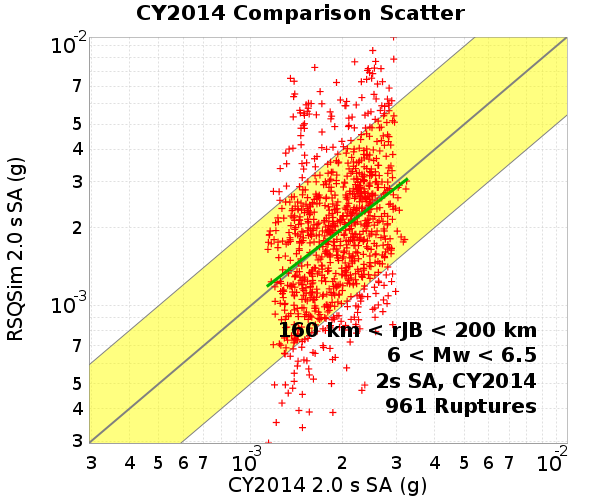 CY2014 Comparison Scatter
RSQSim 2.0 s SA (g)
10-2
7
5
4
3
2
10-3
7
5
4
3
160 km < rJB < 200 km
6 < Mw < 6.5
2s SA, CY2014
961 Ruptures
3 4 5 6 7 10-3 2 3 4 5 6 7 10-2
CY2014 2.0 s SA (g)